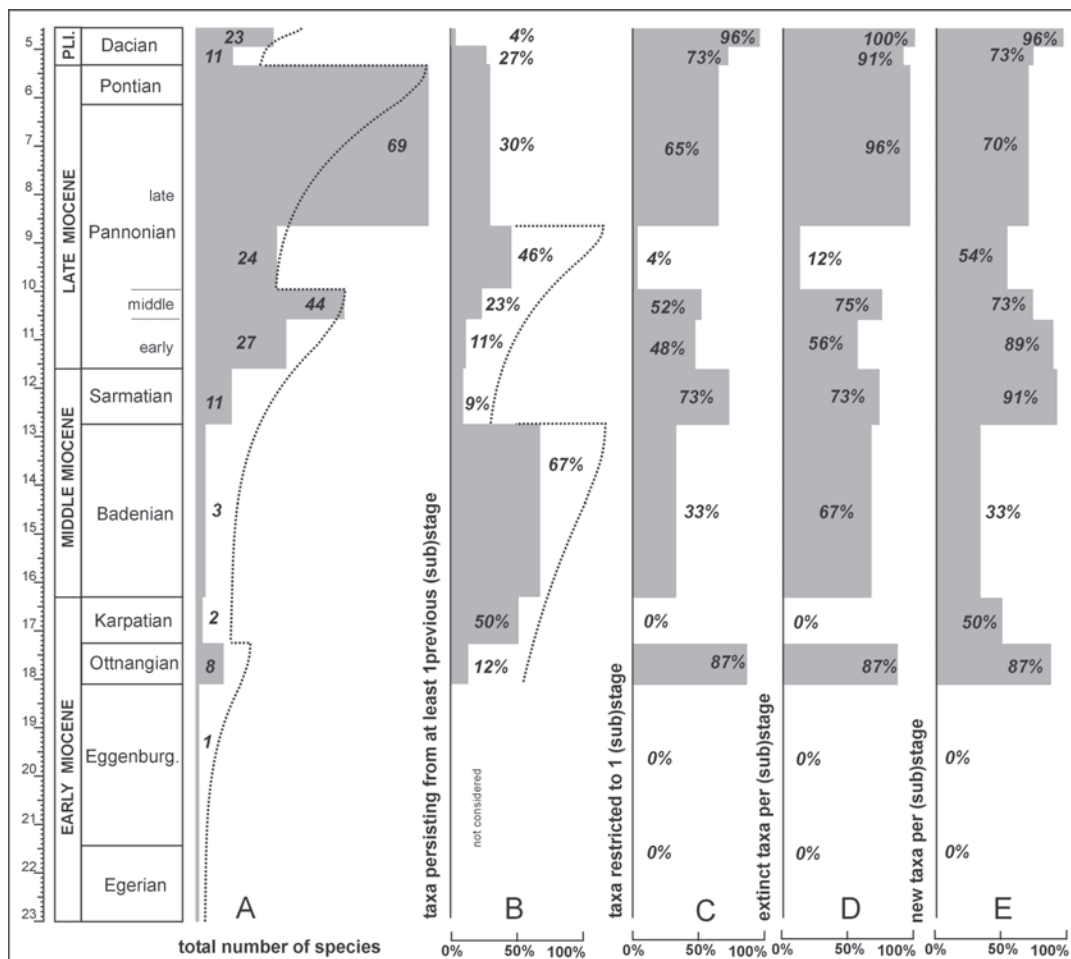 PLI.
LATE MIOCENE
MIDDLE MIOCENE
EARLY MIOCENE
5
6
7
8
9
10
11
12
13
14
15
16
17
18
19
20
21
22
23
Dacian
Pontian
late
Pannonian
middle
early
Sarmatian
Badenian
Karpatian
Ottnangian
Eggenburg.
Egerian
23
11
69
24
44
27
11
3
2
8
1
A
total number of species
taxa persisting from at least 1previous (sub)stage
4%
27%
30%
46%
23%
11%
9%
67%
50%
12%
not considered
B
0% 50% 100%
taxa restricted to 1 (sub)stage
96%
73%
65%
4%
52%
48%
73%
33%
0%
87%
0%
0%
C
0% 50% 100%
extinct taxa per (sub)stage
100%
91%
96%
12%
75%
56%
73%
67%
0%
87%
0%
0%
D
0% 50% 100%
new taxa per (sub)stage
96%
73%
70%
54%
73%
89%
91%
33%
50%
87%
0%
0%
E
0% 50% 100%